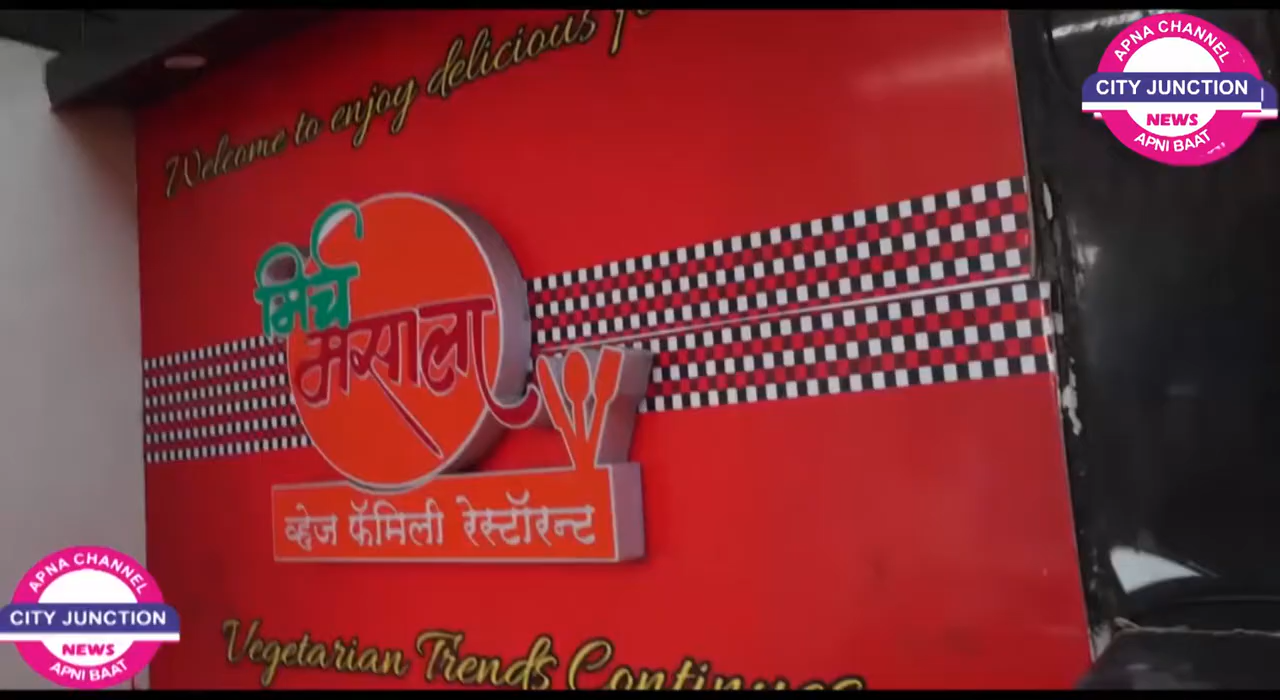 Welcome to enjoy delicious
मिर्च
मसाला
व्हेज फॅमिली रेस्टॉरन्ट
Vegetarian Trends Continues
APNA CHANNEL
CITY JUNCTION
NEWS
APNI BAAT
APNA CHANNEL
CITY JUNCTION
NEWS
APNI BAAT